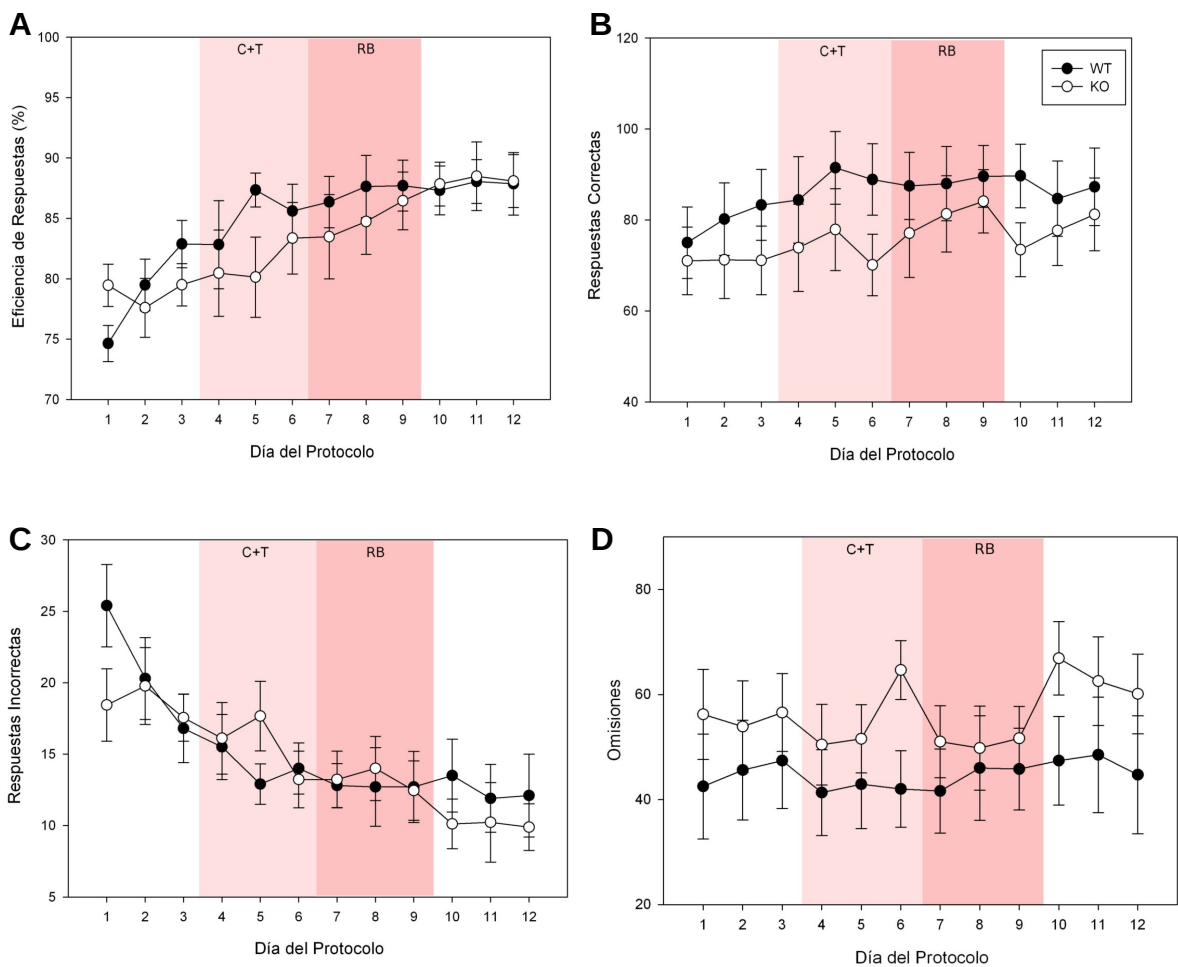 A
C+T
RB
100
95
90
85
80
75
70
Eficiencia de Respuestas (%)
1 2 3 4 5 6 7 8 9 10 11 12
Día del Protocolo
B
C+T
RB
WT
KO
120
100
80
60
40
Respuestas Correctas
1 2 3 4 5 6 7 8 9 10 11 12
Día del Protocolo
C
C+T
RB
30
25
20
15
10
5
Respuestas Incorrectas
1 2 3 4 5 6 7 8 9 10 11 12
Día del Protocolo
D
C+T
RB
80
60
40
20
Omisiones
1 2 3 4 5 6 7 8 9 10 11 12
Día del Protocolo